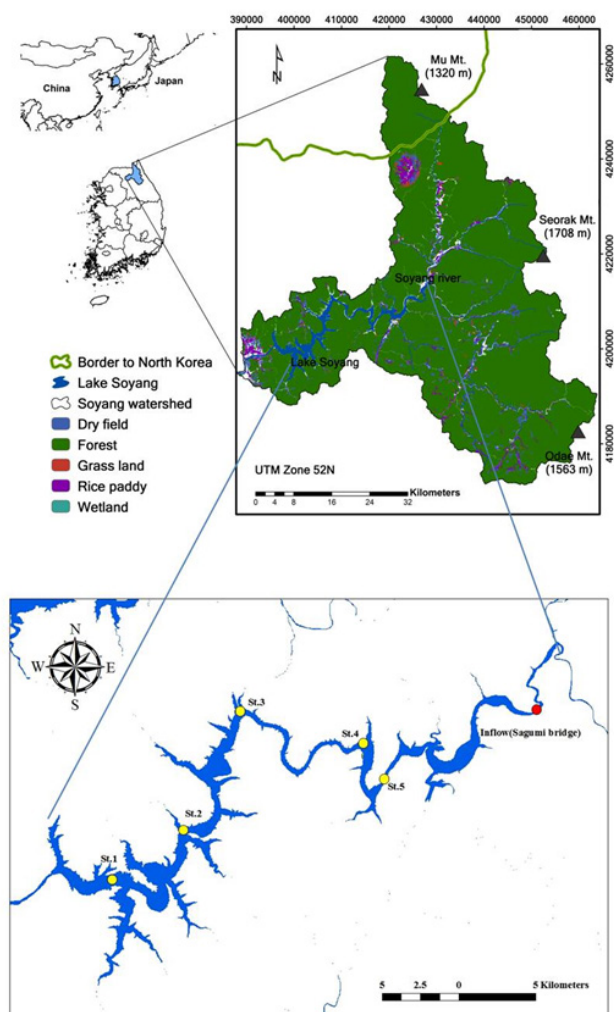 390000 400000 410000 420000 430000 440000 450000 460000
China
Japan
N
Mu Mt.
(1320 m)
4260000
4240000
Seorak Mt.
(1708 m)
4220000
Soyang river
4200000
Lake Soyang
Odae Mt.
(1563 m)
4180000
UTM Zone 52N
Kilometers
0 4 8 16 24 32
Border to North Korea
Lake Soyang
Soyang watershed
Dry field
Forest
Grass land
Rice paddy
Wetland
N
W E
S
St.3
St.4
Inflow(Sagumi bridge)
St.5
St.2
St.1
5 2.5 0 5 Kilometers